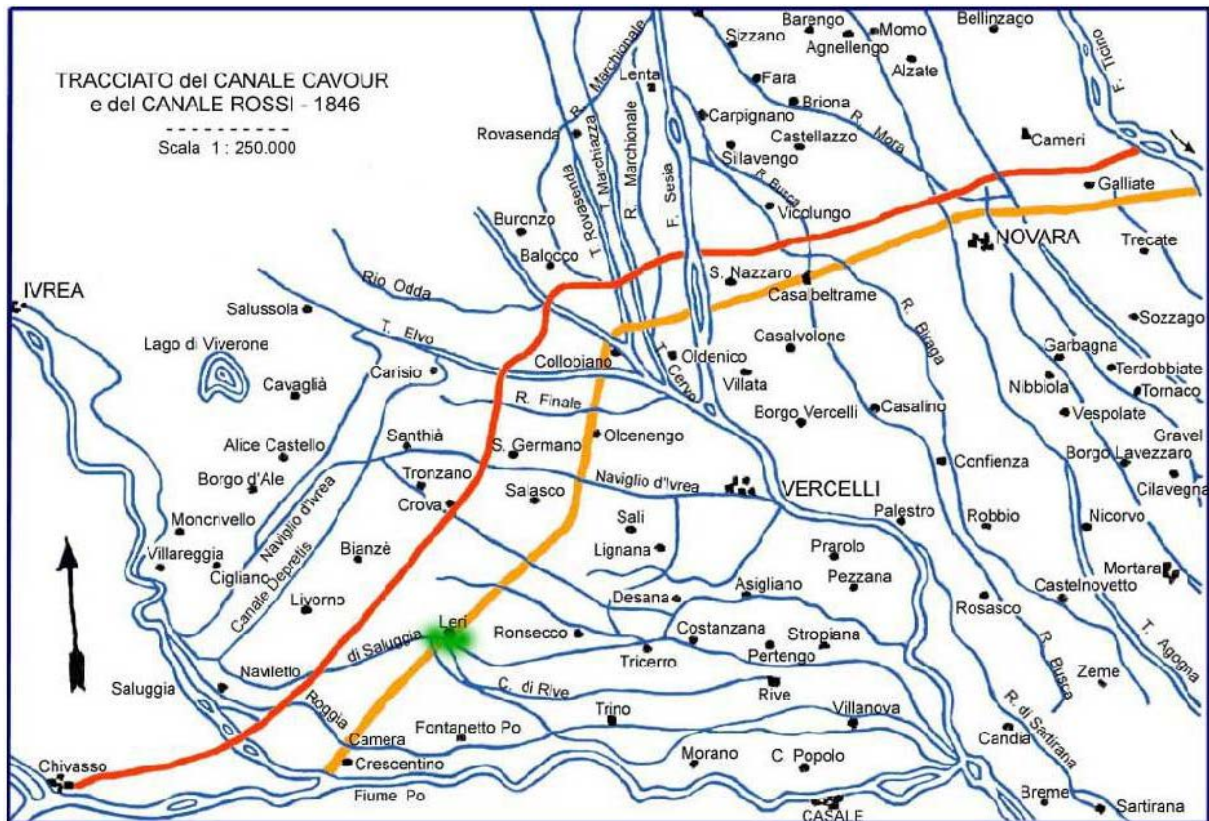 TRACCIATO del CANALE CAVOUR
e del CANALE ROSSI - 1846
Scala 1 : 250.000
Sizzano
Barengo
Agnellengo
Momo
Alzate
Bellinzago
F. Ticino
Lenta
R. Marchionale
Fara
Briona
R. Mora
Rovasenda
T. Marchiazza
R. Marchionale
Carpignano
Castellazzo
Cameri
Sillavengo
R. Busca
T. Rovasenda
F. Sesia
Galliate
Vicolungo
Buronzo
NOVARA
Trecate
Balocco
S. Nazzaro
Casalbeltrame
IVREA
Rio Odda
Salussola
T. Elvo
R. Biraga
Sozzago
Lago di Viverone
Collobiano
T. Cervo
Oldenico
Casalvolone
Garbagna
Terdobbiate
Carisio
Villata
Nibbiola
Tornaco
Cavaglià
R. Finale
Borgo Vercelli
Casalino
Vespolate
Gravel
Alice Castello
Santhià
S. Germano
Olcenengo
Borgo Lavezzaro
Borgo d'Ale
Tronzano
Salasco
Naviglio d'Ivrea
Confienza
Cilavegna
Crova
VERCELLI
Moncrivello
Naviglio d'Ivrea
Sali
Palestro
Robbio
Nicorvo
Villareggia
Cigliano
Bianzè
Lignana
Prarolo
Mortara
Canale Depretis
Livorno
Desana
Asigliano
Pezzana
Rosasco
Castelnovetto
Leri
di Saluggia
Ronsecco
Costanzana
Stropiana
Pertengo
Tricerro
T. Agogna
Saluggia
Naviletto
C. di Rive
Rive
R. Busca
Zeme
Roggia
Camera
Fontanetto Po
Trino
Villanova
R. di Sartirana
Candia
Chivasso
Crescentino
Morano
C. Popolo
Fiume Po
CASALE
Breme
Sartirana